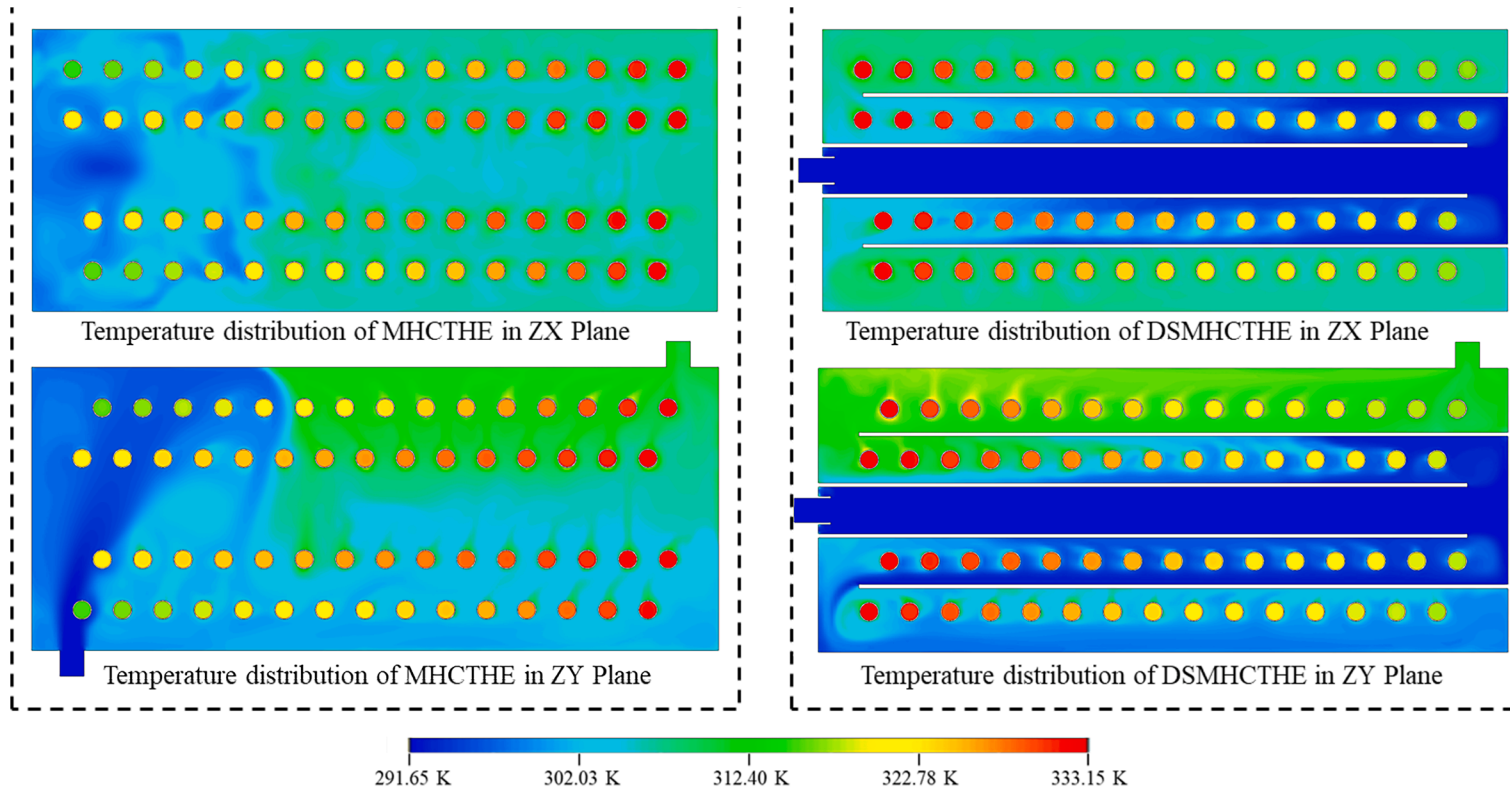 Temperature distribution of MHCTHE in ZX Plane
Temperature distribution of DSMHCTHE in ZX Plane
Temperature distribution of MHCTHE in ZY Plane
Temperature distribution of DSMHCTHE in ZY Plane
291.65 K 302.03 K 312.40 K 322.78 K 333.15 K